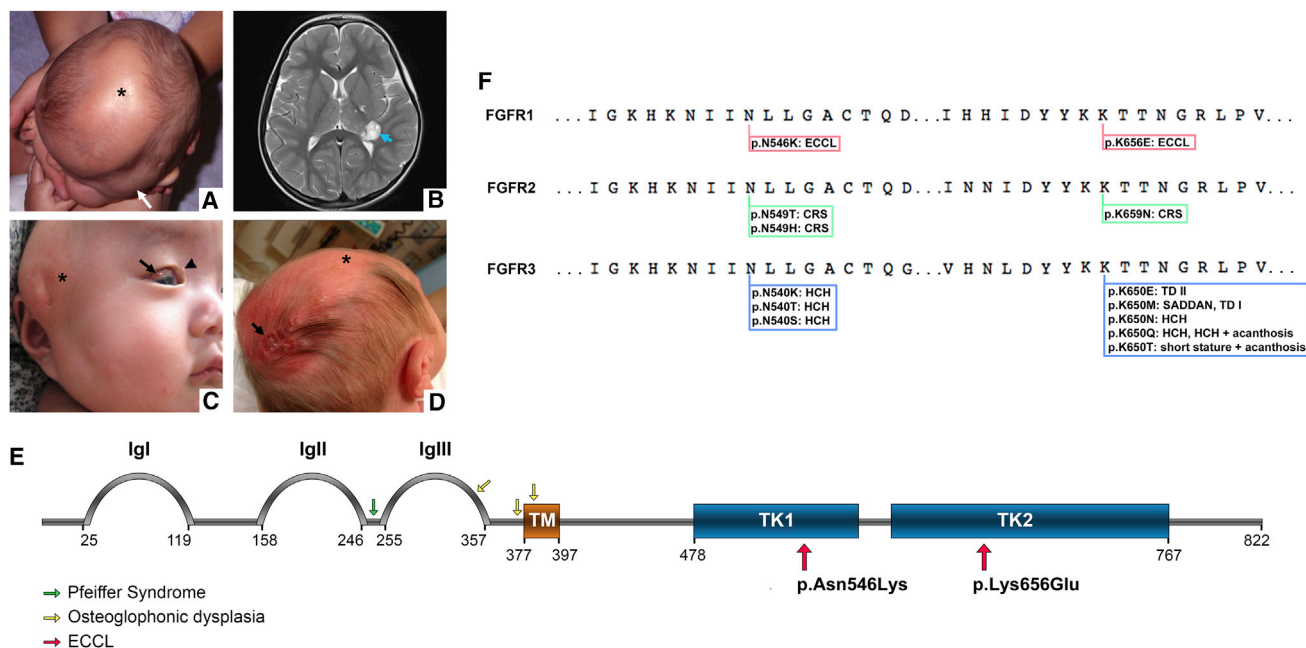 A
B
C
D
F
FGFR1 ...IGKHKNIINLLGACTQD...IHHIDYYKKTTNGRLPV...
p.N546K: ECCL
p.K656E: ECCL
FGFR2 ...IGKHKNIINLLGACTQD...INNIDYYKKTTNGRLPV...
p.N549T: CRS
p.N549H: CRS
p.K659N: CRS
FGFR3 ...IGKHKNIINLLGACTQG...VHNLDYYKKTTNGRLPV...
p.N540K: HCH
p.N540T: HCH
p.N540S: HCH
p.K650E: TD II
p.K650M: SADDAN, TD I
p.K650N: HCH
p.K650Q: HCH, HCH + acanthosis
p.K650T: short stature + acanthosis
E
IgI IgII IgIII
TM TK1 TK2
25 119 158 246 255 357 377 397 478 767 822
p.Asn546Lys p.Lys656Glu
Pfeiffer Syndrome
Osteoglophonic dysplasia
ECCL